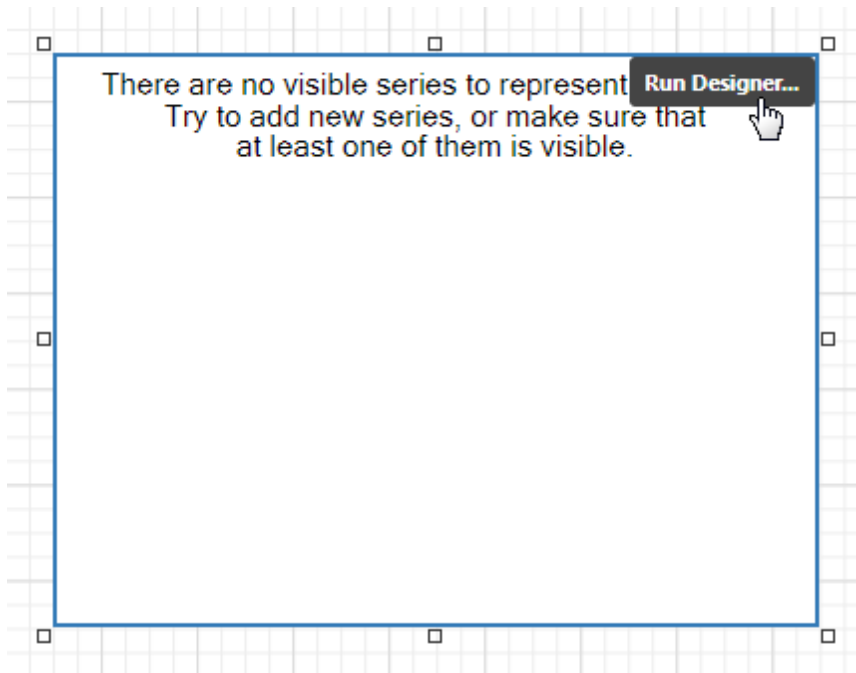 There are no visible series to represent
Run Designer...
Try to add new series, or make sure that
at least one of them is visible.